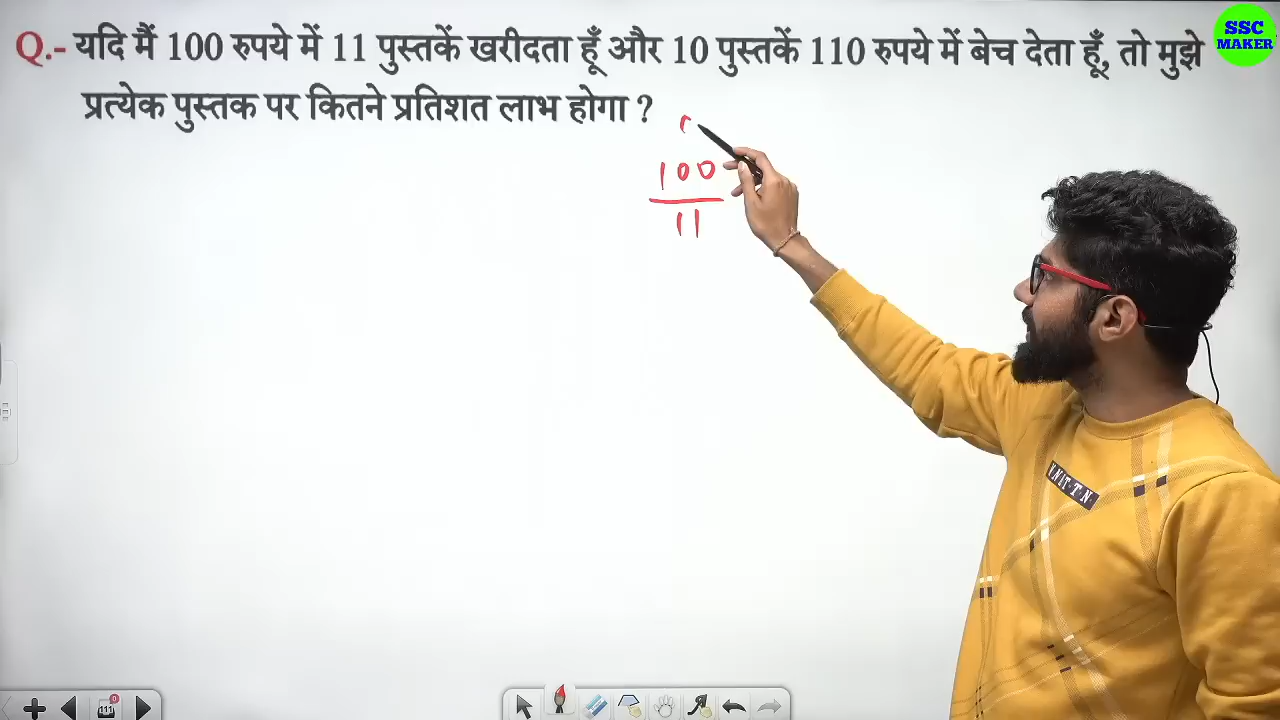 SSC
MAKER
Q.- यदि मैं 100 रुपये में 11 पुस्तकें खरीदता हूँ और 10 पुस्तकें 110 रुपये में बेच देता हूँ, तो मुझे
प्रत्येक पुस्तक पर कितने प्रतिशत लाभ होगा ?
100
11